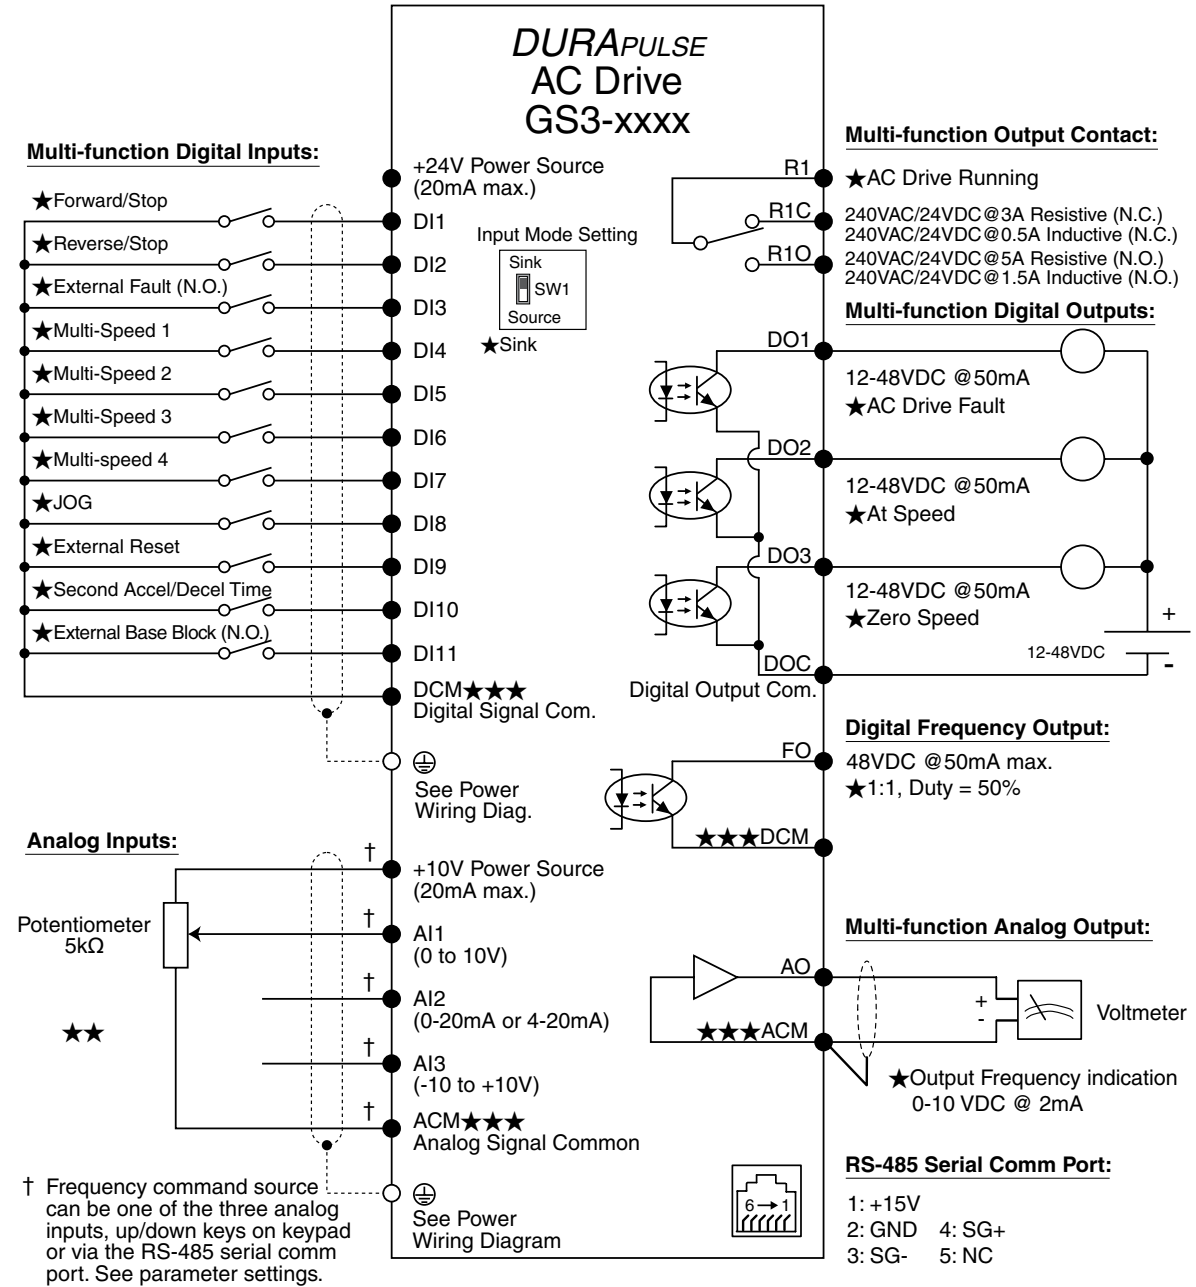 DURAPULSE
AC Drive
GS3-xxxx
Multi-function Digital Inputs:
★Forward/Stop
★Reverse/Stop
★External Fault (N.O.)
★Multi-Speed 1
★Multi-Speed 2
★Multi-Speed 3
★Multi-speed 4
★JOG
★External Reset
★Second Accel/Decel Time
★External Base Block (N.O.)
+24V Power Source
(20mA max.)
DI1
DI2
DI3
DI4
DI5
DI6
DI7
DI8
DI9
DI10
DI11
DCM★★★
Digital Signal Com.
See Power
Wiring Diag.
Input Mode Setting
Sink
SW1
Source
★Sink
R1
R1C
R1O
Multi-function Output Contact:
★AC Drive Running
240VAC/24VDC@3A Resistive (N.C.)
240VAC/24VDC@0.5A Inductive (N.C.)
240VAC/24VDC@5A Resistive (N.O.)
240VAC/24VDC@1.5A Inductive (N.O.)
Multi-function Digital Outputs:
DO1
12-48VDC @50mA
★AC Drive Fault
DO2
12-48VDC @50mA
★At Speed
DO3
12-48VDC @50mA
★Zero Speed
+
12-48VDC
-
DOC
Digital Output Com.
Digital Frequency Output:
FO
48VDC @50mA max.
★1:1, Duty = 50%
★★★DCM
Analog Inputs:
†
+10V Power Source
(20mA max.)
Potentiometer
5kΩ
†
AI1
(0 to 10V)
†
AI2
(0-20mA or 4-20mA)
★★
†
AI3
(-10 to +10V)
†
ACM★★★
Analog Signal Common
See Power
Wiring Diagram
Multi-function Analog Output:
AO
+
-
Voltmeter
★★★ACM
★Output Frequency indication
0-10 VDC @ 2mA
RS-485 Serial Comm Port:
6→1
1: +15V
2: GND 4: SG+
3: SG- 5: NC
† Frequency command source
can be one of the three analog
inputs, up/down keys on keypad
or via the RS-485 serial comm
port. See parameter settings.